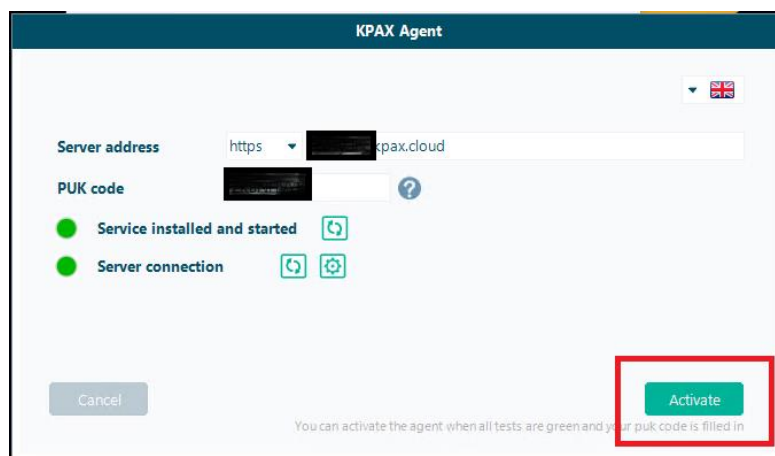 KPAX Agent
Server address https kpax.cloud
PUK code ?
Service installed and started
Server connection
Cancel Activate
You can activate the agent when all tests are green and your puk code is filled in